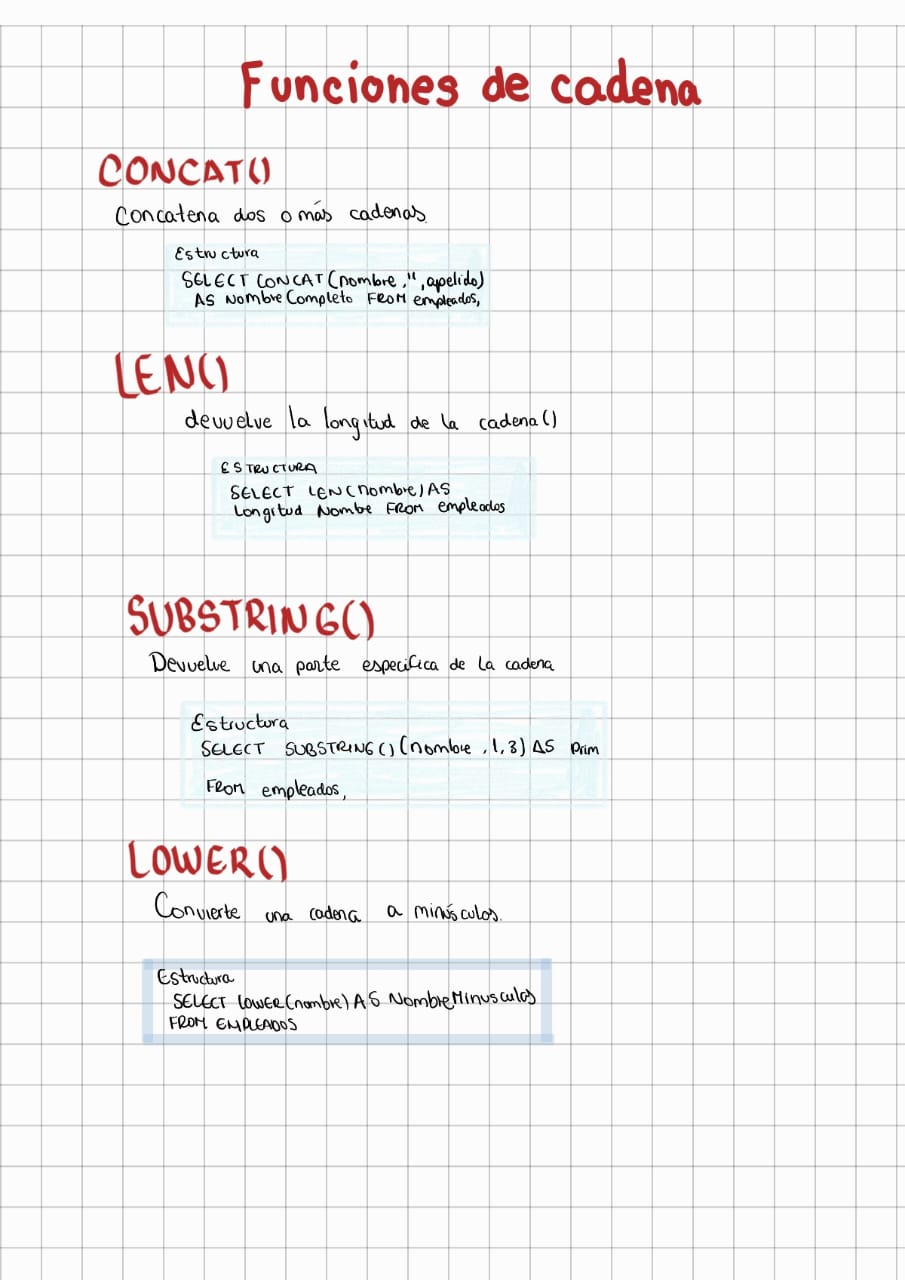 Funciones de cadena
CONCAT()
Concatena dos o más cadenas.
Estructura
SELECT CONCAT(nombre,'',apelido)
AS NombreCompleto FROM empleados,
LEN()
devuelve la longitud de la cadena()
ESTRUCTURA
SELECT LEN(nombre) AS
Longitud Nombe FROM empleados
SUBSTRING()
Devuelve una parte especifica de la cadena
Estructura
SELECT SUBSTRING()(nombre,1,3) AS Prim
From empleados,
LOWER()
Convierte una cadena a minúsculos.
Estructura
SELECT LOWER(nombre) AS NombreMinusculos
FROM EMPLEADOS